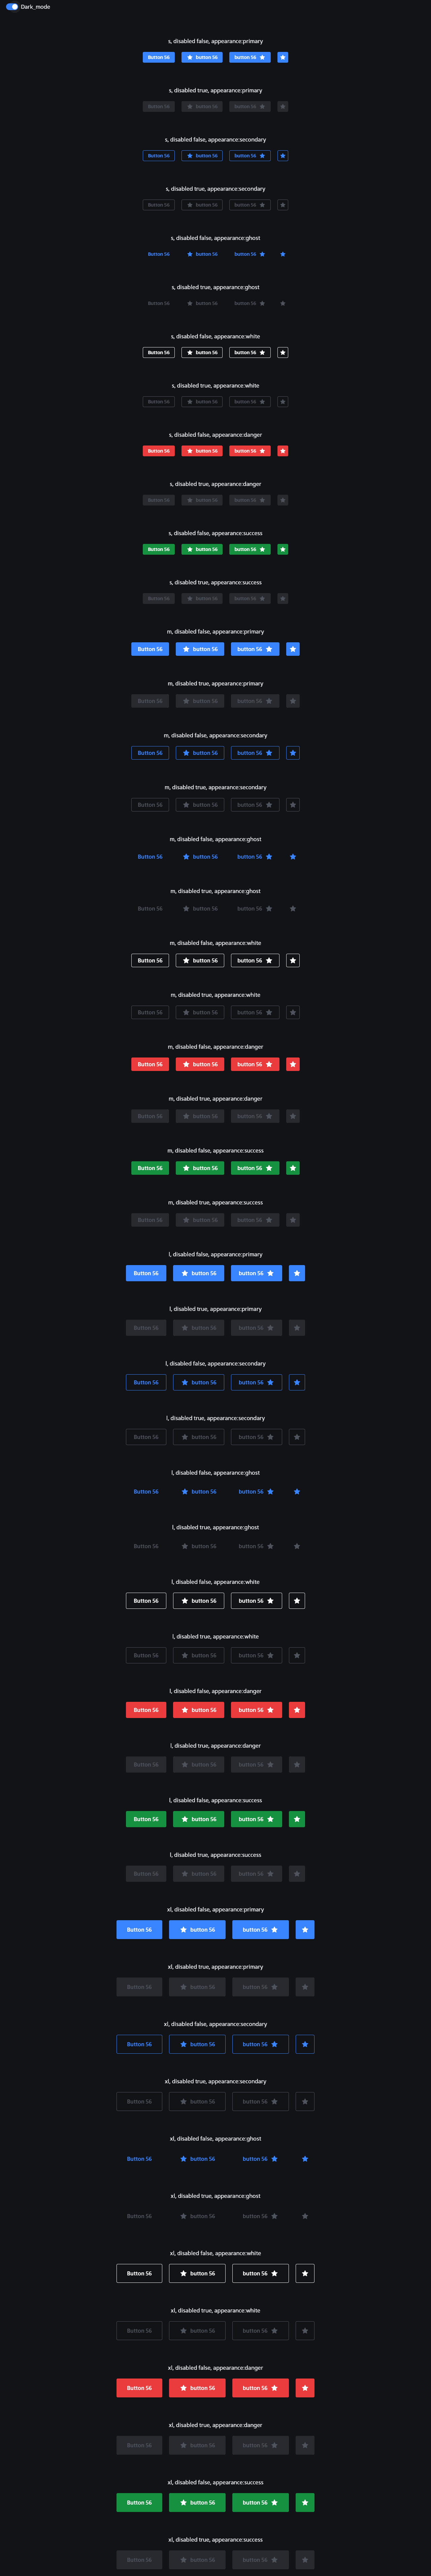 Dark_mode
s, disabled false, appearance:primary
Button 56 button 56 button 56
s, disabled true, appearance:primary
Button 56 button 56 button 56
s, disabled false, appearance:secondary
Button 56 button 56 button 56
s, disabled true, appearance:secondary
Button 56 button 56 button 56
s, disabled false, appearance:ghost
Button 56 button 56 button 56
s, disabled true, appearance:ghost
Button 56 button 56 button 56
s, disabled false, appearance:white
Button 56 button 56 button 56
s, disabled true, appearance:white
Button 56 button 56 button 56
s, disabled false, appearance:danger
Button 56 button 56 button 56
s, disabled true, appearance:danger
Button 56 button 56 button 56
s, disabled false, appearance:success
Button 56 button 56 button 56
s, disabled true, appearance:success
Button 56 button 56 button 56
m, disabled false, appearance:primary
Button 56 button 56 button 56
m, disabled true, appearance:primary
Button 56 button 56 button 56
m, disabled false, appearance:secondary
Button 56 button 56 button 56
m, disabled true, appearance:secondary
Button 56 button 56 button 56
m, disabled false, appearance:ghost
Button 56 button 56 button 56
m, disabled true, appearance:ghost
Button 56 button 56 button 56
m, disabled false, appearance:white
Button 56 button 56 button 56
m, disabled true, appearance:white
Button 56 button 56 button 56
m, disabled false, appearance:danger
Button 56 button 56 button 56
m, disabled true, appearance:danger
Button 56 button 56 button 56
m, disabled false, appearance:success
Button 56 button 56 button 56
m, disabled true, appearance:success
Button 56 button 56 button 56
l, disabled false, appearance:primary
Button 56 button 56 button 56
l, disabled true, appearance:primary
Button 56 button 56 button 56
l, disabled false, appearance:secondary
Button 56 button 56 button 56
l, disabled true, appearance:secondary
Button 56 button 56 button 56
l, disabled false, appearance:ghost
Button 56 button 56 button 56
l, disabled true, appearance:ghost
Button 56 button 56 button 56
l, disabled false, appearance:white
Button 56 button 56 button 56
l, disabled true, appearance:white
Button 56 button 56 button 56
l, disabled false, appearance:danger
Button 56 button 56 button 56
l, disabled true, appearance:danger
Button 56 button 56 button 56
l, disabled false, appearance:success
Button 56 button 56 button 56
l, disabled true, appearance:success
Button 56 button 56 button 56
xl, disabled false, appearance:primary
Button 56 button 56 button 56
xl, disabled true, appearance:primary
Button 56 button 56 button 56
xl, disabled false, appearance:secondary
Button 56 button 56 button 56
xl, disabled true, appearance:secondary
Button 56 button 56 button 56
xl, disabled false, appearance:ghost
Button 56 button 56 button 56
xl, disabled true, appearance:ghost
Button 56 button 56 button 56
xl, disabled false, appearance:white
Button 56 button 56 button 56
xl, disabled true, appearance:white
Button 56 button 56 button 56
xl, disabled false, appearance:danger
Button 56 button 56 button 56
xl, disabled true, appearance:danger
Button 56 button 56 button 56
xl, disabled false, appearance:success
Button 56 button 56 button 56
xl, disabled true, appearance:success
Button 56 button 56 button 56